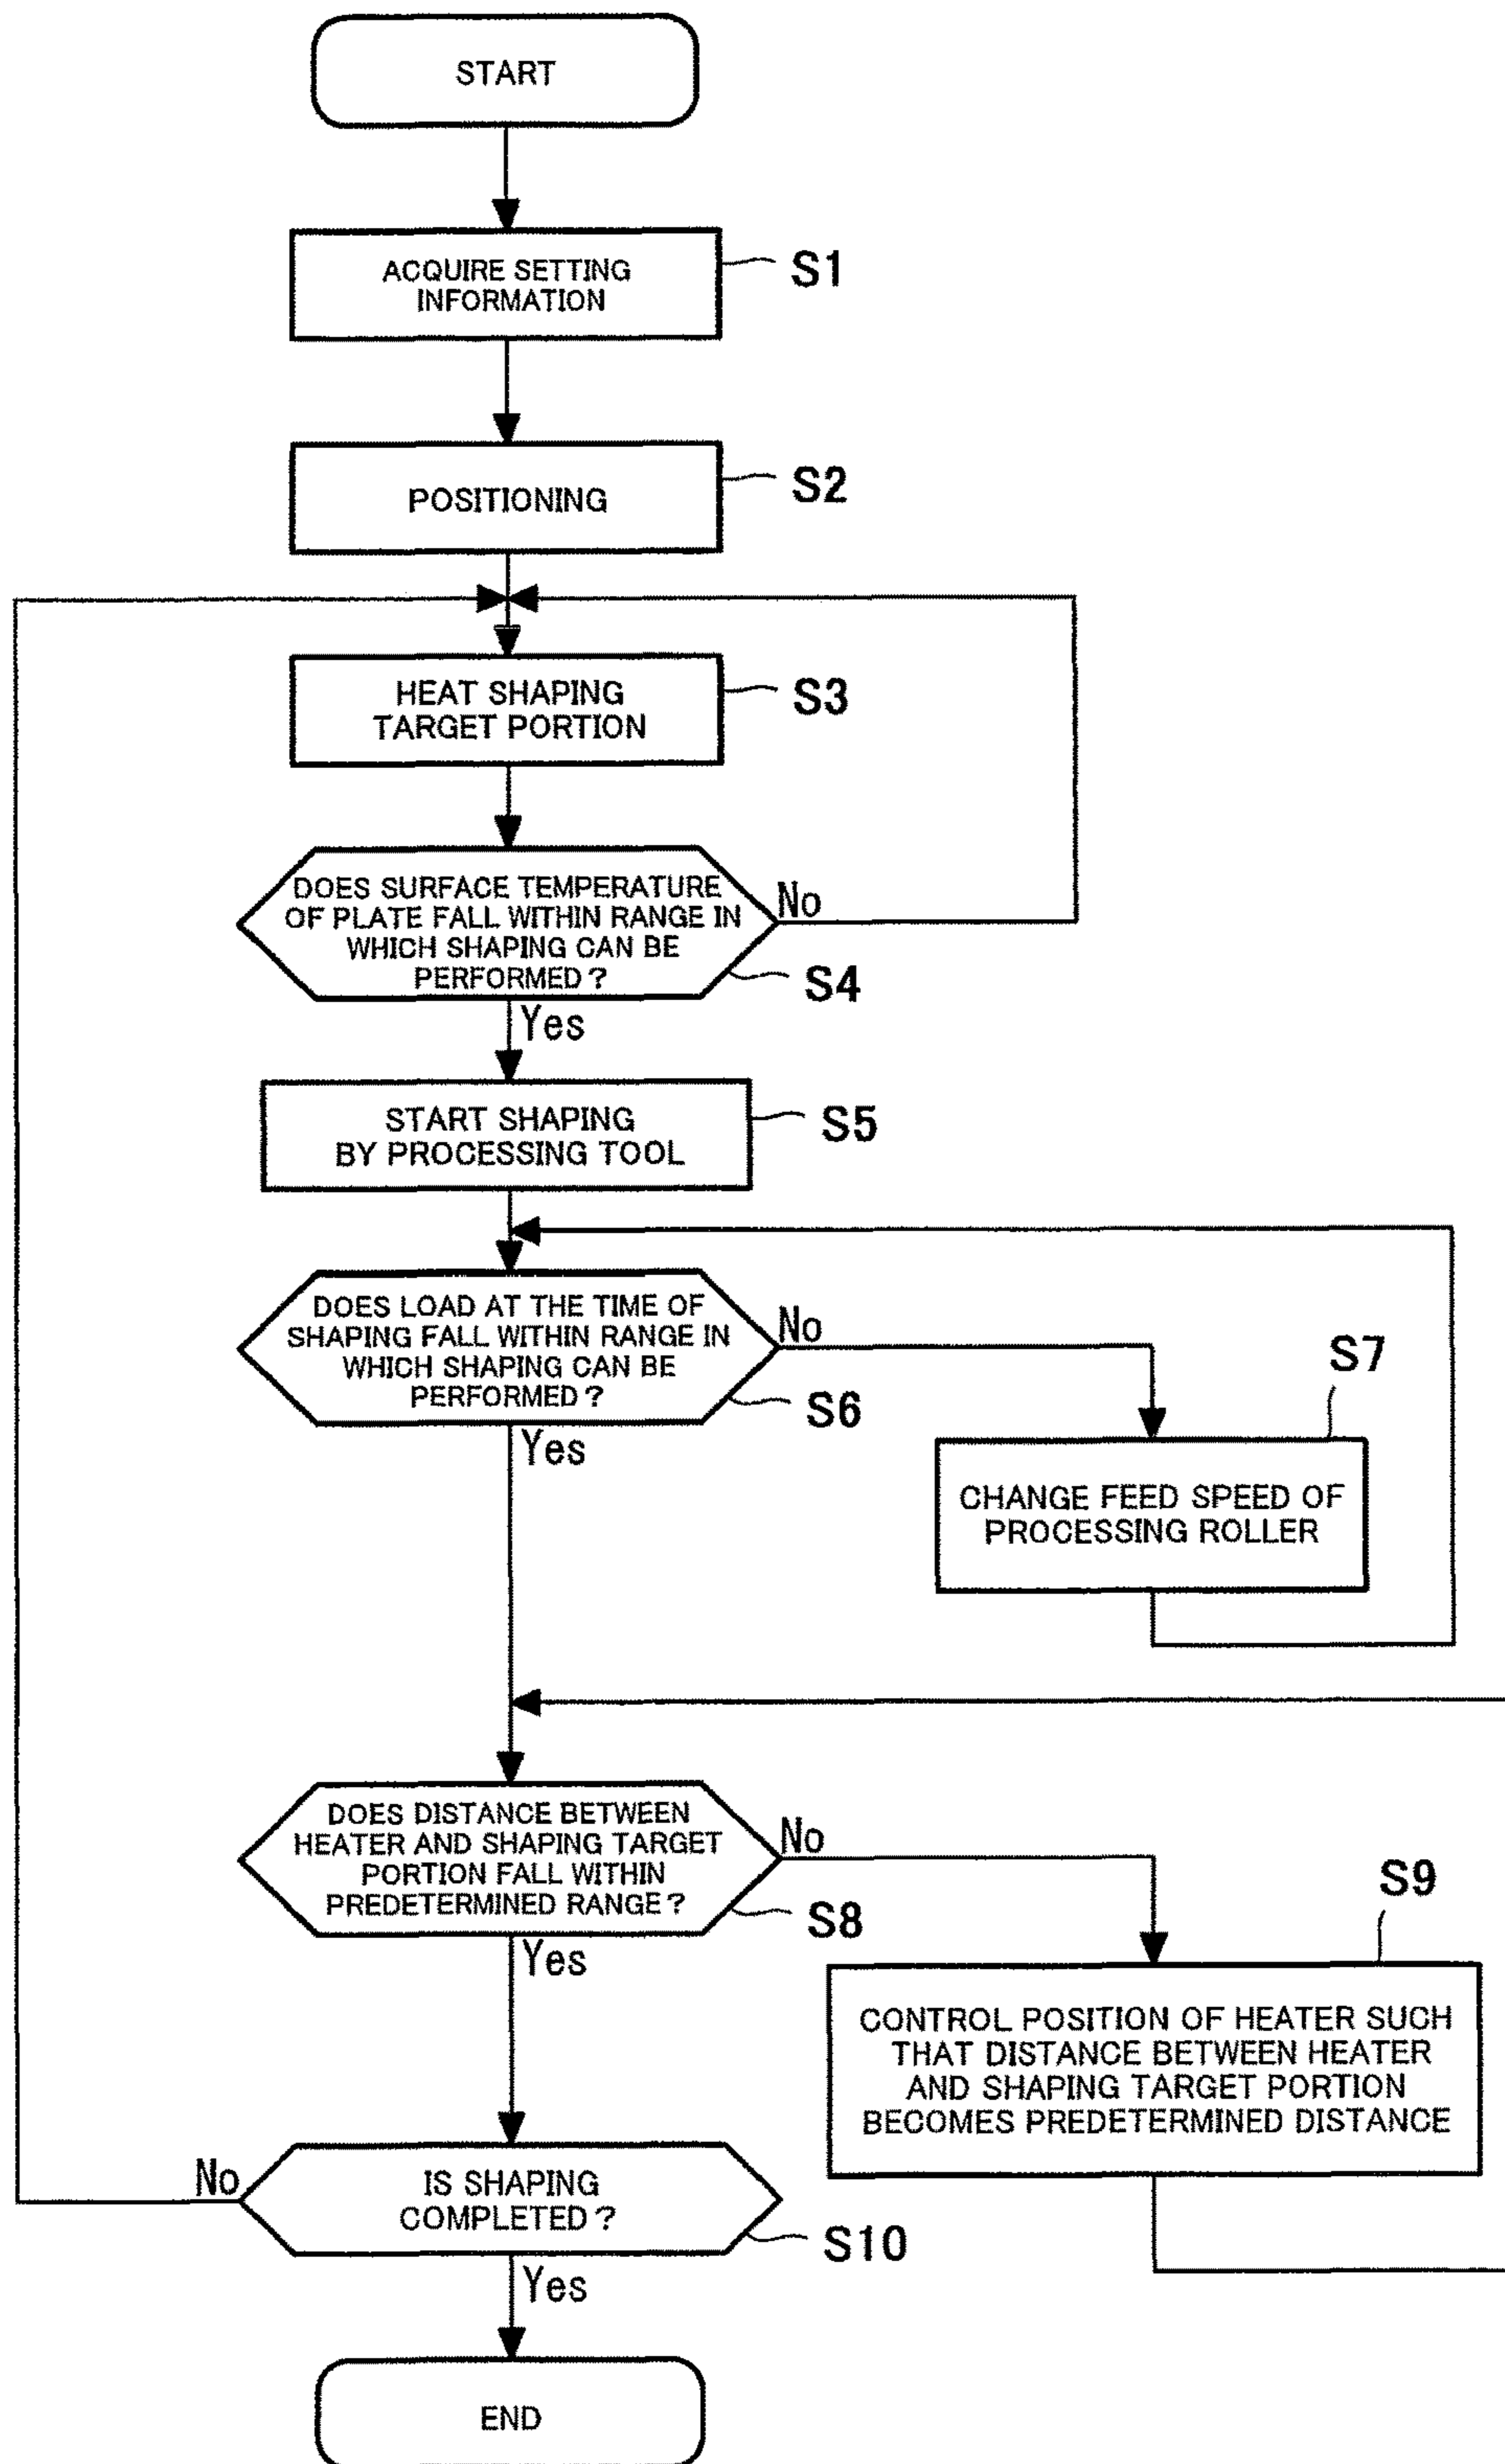 START
ACQUIRE SETTING
INFORMATION
S1
POSITIONING
S2
HEAT SHAPING
TARGET PORTION
S3
DOES SURFACE TEMPERATURE
OF PLATE FALL WITHIN RANGE IN
WHICH SHAPING CAN BE
PERFORMED?
No
S4
Yes
START SHAPING
BY PROCESSING TOOL
S5
DOES LOAD AT THE TIME OF
SHAPING FALL WITHIN RANGE IN
WHICH SHAPING CAN BE
PERFORMED?
No
S6
Yes
S7
CHANGE FEED SPEED OF
PROCESSING ROLLER
DOES DISTANCE BETWEEN
HEATER AND SHAPING TARGET
PORTION FALL WITHIN
PREDETERMINED RANGE?
No
S8
Yes
S9
CONTROL POSITION OF HEATER SUCH
THAT DISTANCE BETWEEN HEATER
AND SHAPING TARGET PORTION
BECOMES PREDETERMINED DISTANCE
No
IS SHAPING
COMPLETED?
S10
Yes
END